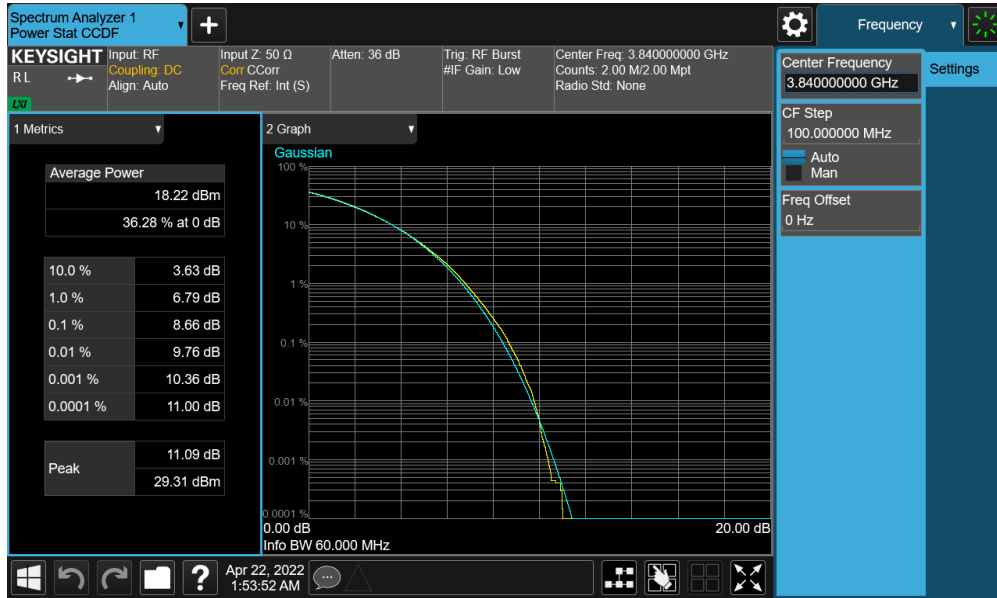 Spectrum Analyzer 1
Power Stat CCDF
+
Frequency
KEYSIGHT
R L
LXI
Input: RF
Coupling: DC
Align: Auto
Input Z: 50 Ω
Corr CCorr
Freq Ref: Int (S)
Atten: 36 dB
Trig: RF Burst
#IF Gain: Low
Center Freq: 3.840000000 GHz
Counts: 2.00 M/2.00 Mpt
Radio Std: None
Center Frequency
3.840000000 GHz
Settings
CF Step
100.000000 MHz
Auto
Man
Freq Offset
0 Hz
1 Metrics
Average Power
18.22 dBm
36.28 % at 0 dB
10.0 % 3.63 dB
1.0 % 6.79 dB
0.1 % 8.66 dB
0.01 % 9.76 dB
0.001 % 10.36 dB
0.0001 % 11.00 dB
Peak
11.09 dB
29.31 dBm
2 Graph
Gaussian
100 %
10 %
1 %
0.1 %
0.01 %
0.001 %
0.0001 %
0.00 dB 20.00 dB
Info BW 60.000 MHz
?
Apr 22, 2022
1:53:52 AM